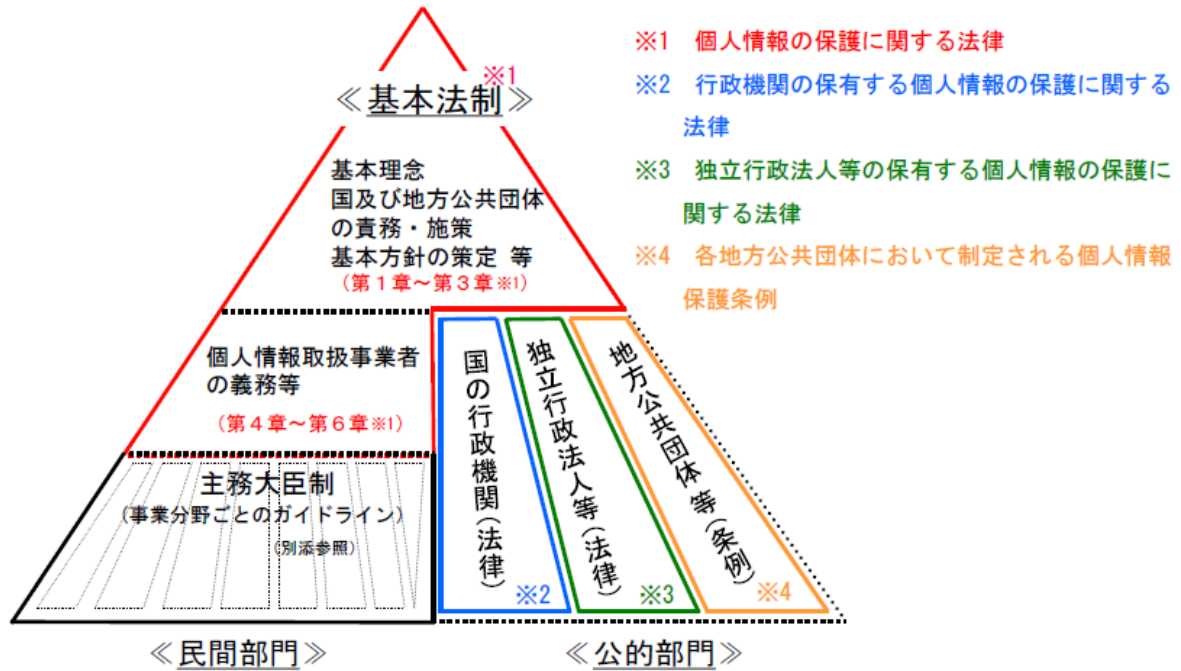 ※1
≪基本法制≫
基本理念
国及び地方公共団体
の責務・施策
基本方針の策定 等
(第1章～第3章※1)
個人情報取扱事業者
の義務等
(第4章～第6章※1)
主務大臣制
(事業分野ごとのガイドライン)
(別添参照)
国の行政機関(法律)
※2
独立行政法人等(法律)
※3
地方公共団体 等(条例)
※4
≪民間部門≫
≪公的部門≫
※1 個人情報の保護に関する法律
※2 行政機関の保有する個人情報の保護に関する
法律
※3 独立行政法人等の保有する個人情報の保護に
関する法律
※4 各地方公共団体において制定される個人情報
保護条例